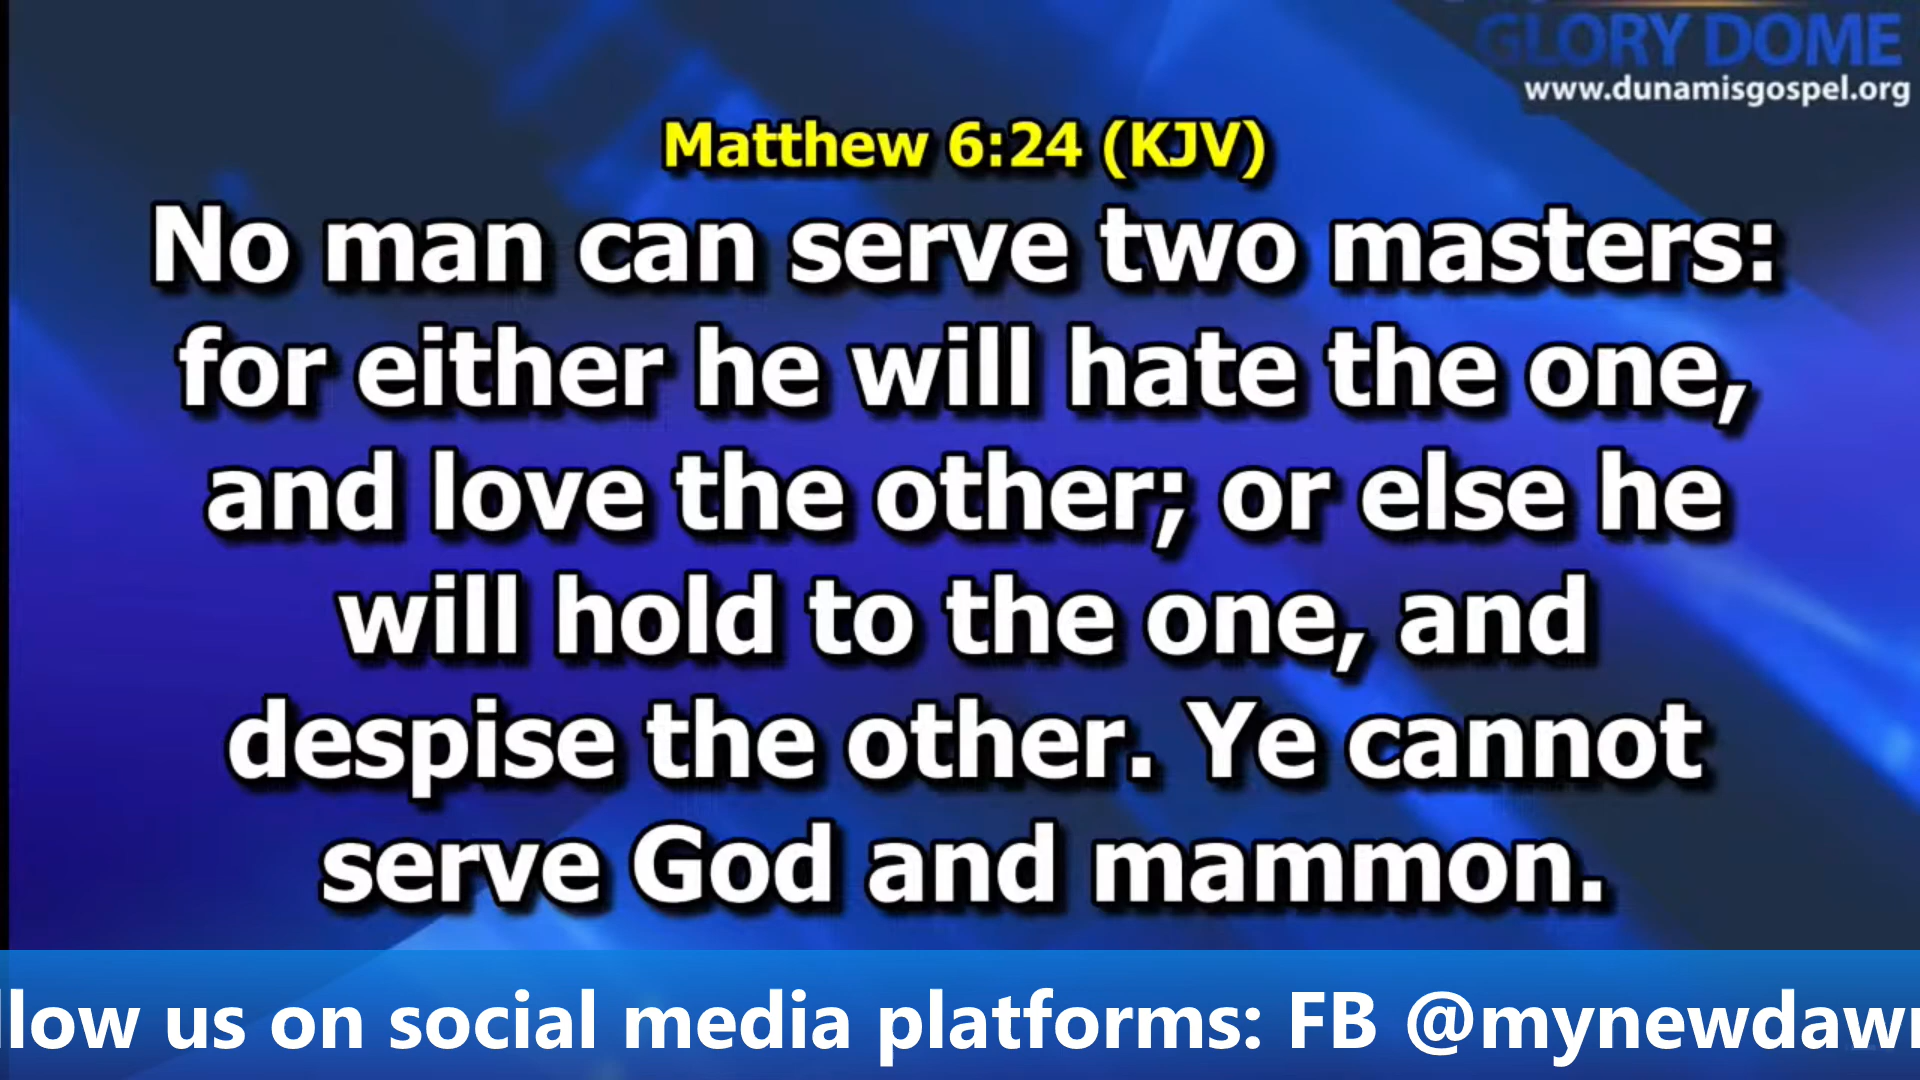 GLORY DOME
www.dunamisgospel.org
Matthew 6:24 (KJV)
No man can serve two masters:
for either he will hate the one,
and love the other; or else he
will hold to the one, and
despise the other. Ye cannot
serve God and mammon.
llow us on social media platforms: FB @mynewdawn